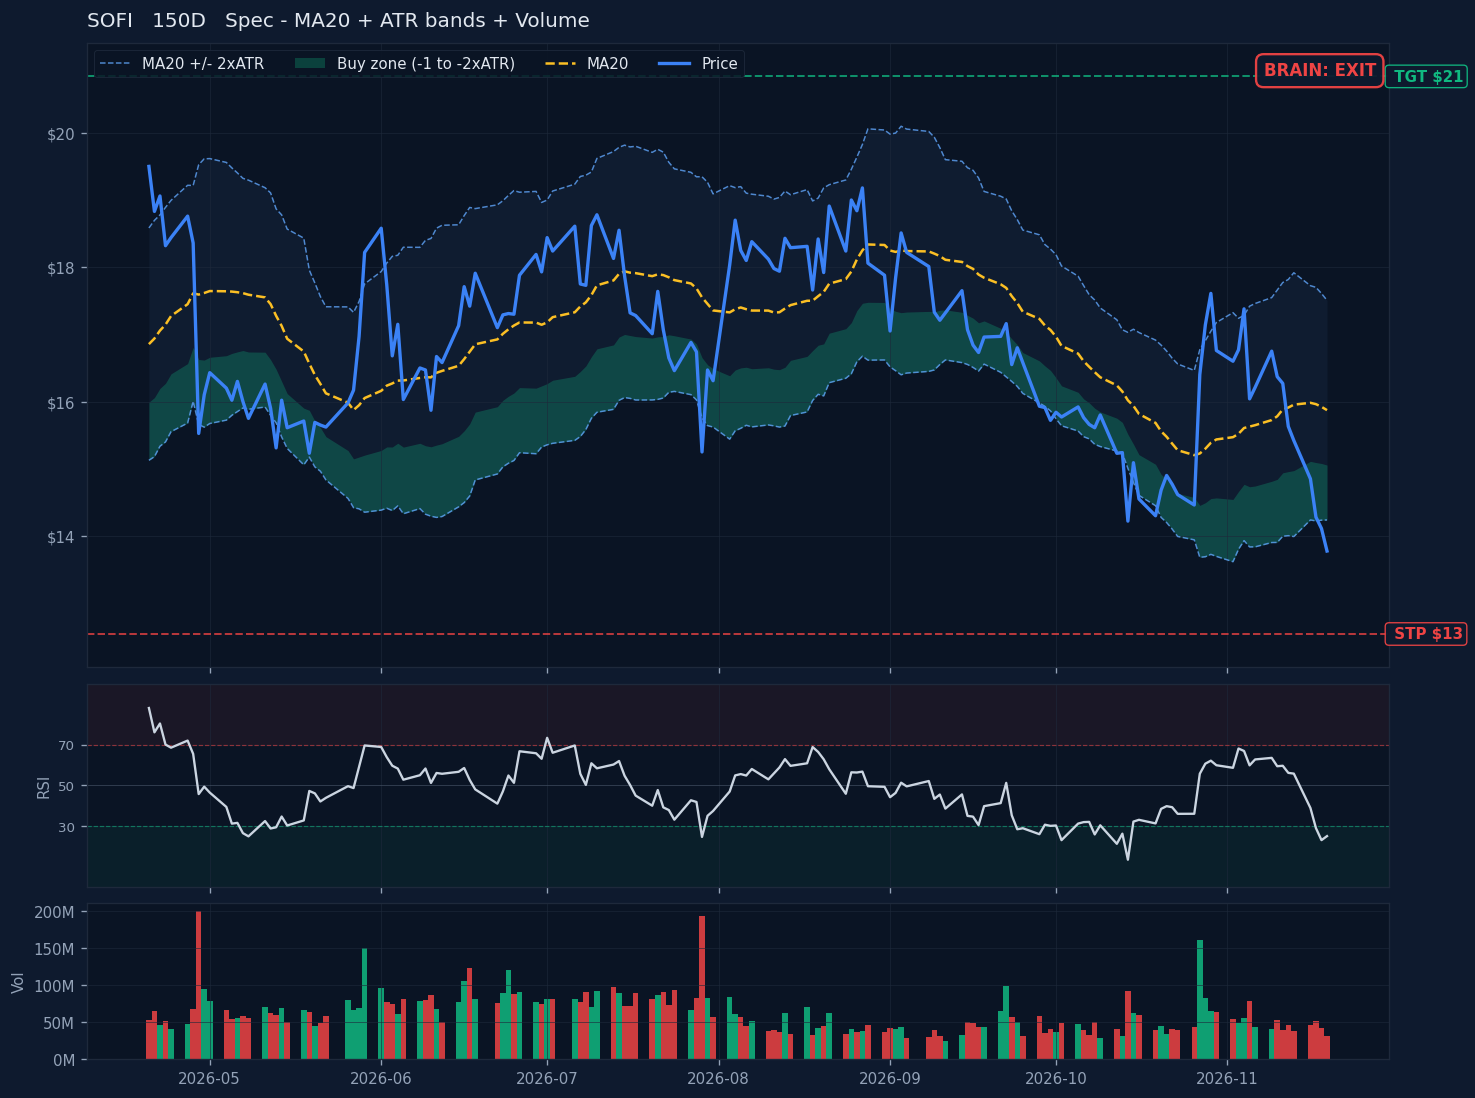 SOFI   150D   Spec - MA20 + ATR bands + Volume
MA20 +/- 2xATR   Buy zone (-1 to -2xATR)   MA20   Price
BRAIN: EXIT
TGT $21
$20
$18
$16
$14
STP $13
RSI
70
50
30
Vol
200M
150M
100M
50M
0M
2026-05   2026-06   2026-07   2026-08   2026-09   2026-10   2026-11